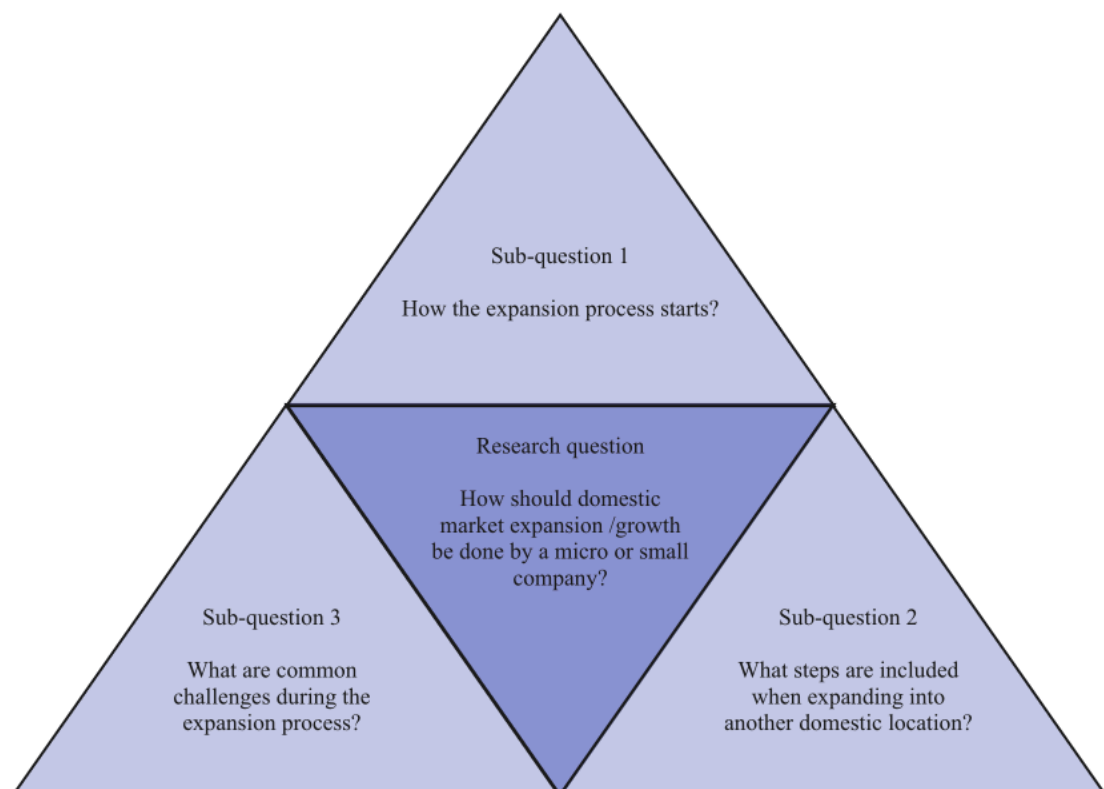 Sub-question 1
How the expansion process starts?
Research question
How should domestic
market expansion /growth
be done by a micro or small
company?
Sub-question 3
What are common
challenges during the
expansion process?
Sub-question 2
What steps are included
when expanding into
another domestic location?